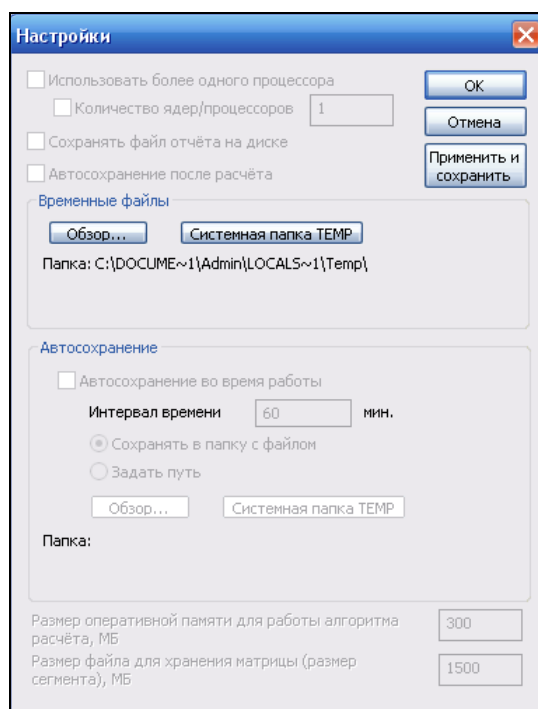 Настройки
Использовать более одного процессора
Количество ядер/процессоров 1
Сохранять файл отчёта на диске
Автосохранение после расчёта
OK
Отмена
Применить и
сохранить
Временные файлы
Обзор... Системная папка TEMP
Папка: C:\DOCUME~1\Admin\LOCALS~1\Temp\
Автосохранение
Автосохранение во время работы
Интервал времени 60 мин.
Сохранять в папку с файлом
Задать путь
Обзор... Системная папка TEMP
Папка:
Размер оперативной памяти для работы алгоритма
расчёта, МБ
300
Размер файла для хранения матрицы (размер
сегмента), МБ
1500